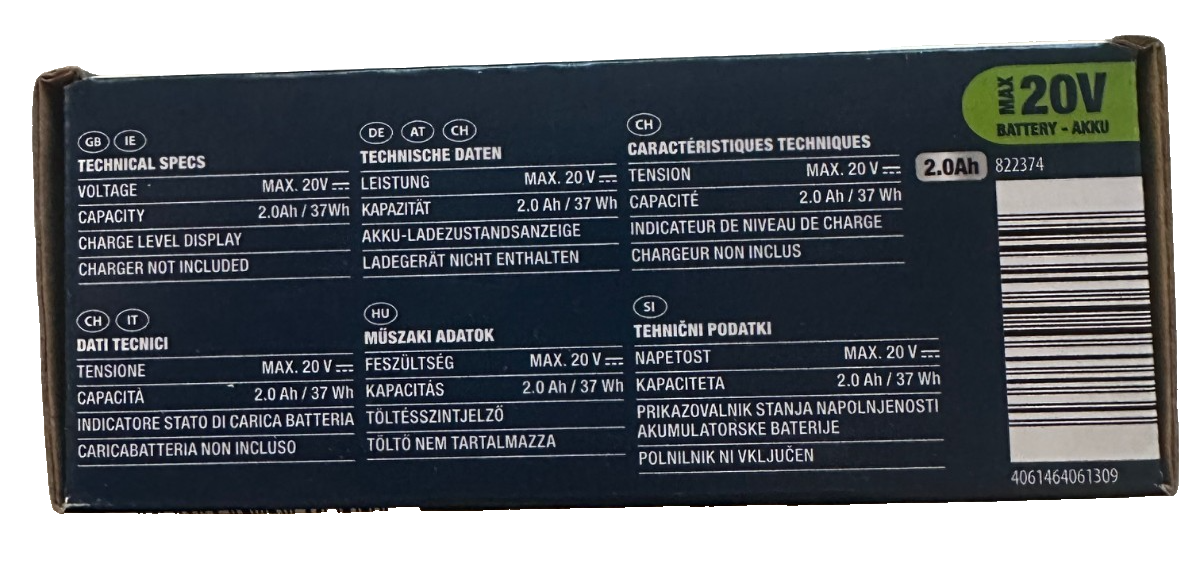 GB IE
TECHNICAL SPECS
VOLTAGE MAX. 20V
CAPACITY 2.0Ah / 37Wh
CHARGE LEVEL DISPLAY
CHARGER NOT INCLUDED
DE AT CH
TECHNISCHE DATEN
LEISTUNG MAX. 20 V
KAPAZITÄT 2.0 Ah / 37 Wh
AKKU-LADEZUSTANDSANZEIGE
LADEGERÄT NICHT ENTHALTEN
CH
CARACTÉRISTIQUES TECHNIQUES
TENSION MAX. 20 V
CAPACITÉ 2.0 Ah / 37 Wh
INDICATEUR DE NIVEAU DE CHARGE
CHARGEUR NON INCLUS
MAX 20V
BATTERY - AKKU
2.0Ah 822374
CH IT
DATI TECNICI
TENSIONE MAX. 20 V
CAPACITÀ 2.0 Ah / 37 Wh
INDICATORE STATO DI CARICA BATTERIA
CARICABATTERIA NON INCLUSO
HU
MŰSZAKI ADATOK
FESZÜLTSÉG MAX. 20 V
KAPACITÁS 2.0 Ah / 37 Wh
TÖLTÉSSZINTJELZŐ
TÖLTŐ NEM TARTALMAZZA
SI
TEHNIČNI PODATKI
NAPETOST MAX. 20 V
KAPACITETA 2.0 Ah / 37 Wh
PRIKAZOVALNIK STANJA NAPOLNJENOSTI
AKUMULATORSKE BATERIJE
POLNILNIK NI VKLJUČEN
4061464061309